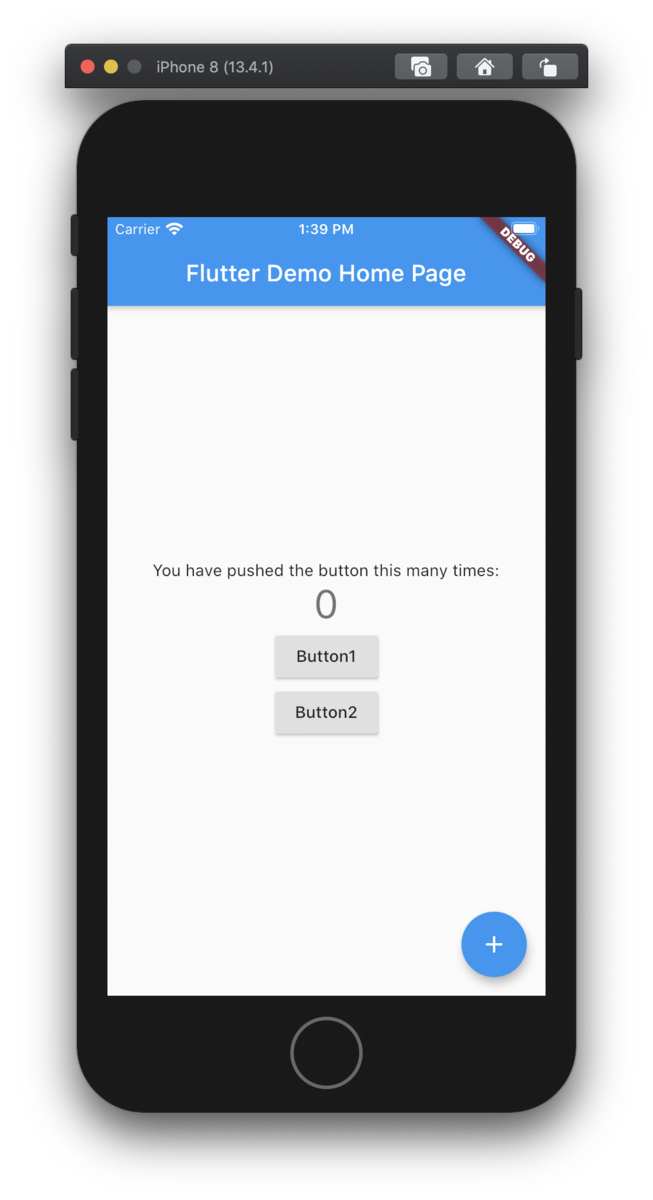 iPhone 8 (13.4.1)
Carrier 1:39 PM
DEBUG
Flutter Demo Home Page
You have pushed the button this many times:
0
Button1
Button2
+